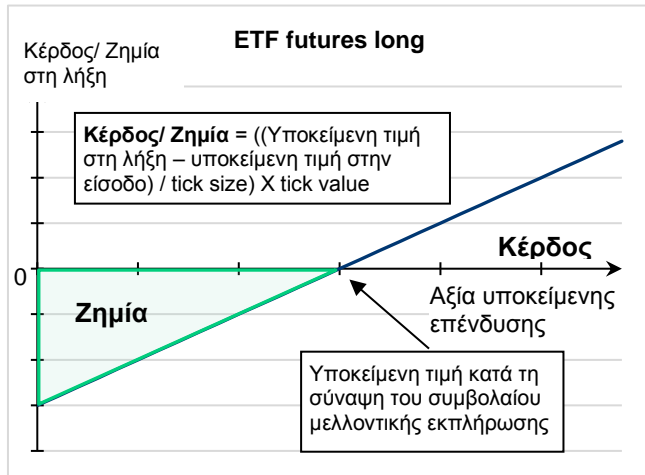 ETF futures long
Κέρδος/ Ζημία
στη λήξη
Κέρδος/ Ζημία = ((Υποκείμενη τιμή
στη λήξη – υποκείμενη τιμή στην
είσοδο) / tick size) X tick value
Κέρδος
0
Αξία υποκείμενης
επένδυσης
Ζημία
Υποκείμενη τιμή κατά τη
σύναψη του συμβολαίου
μελλοντικής εκπλήρωσης